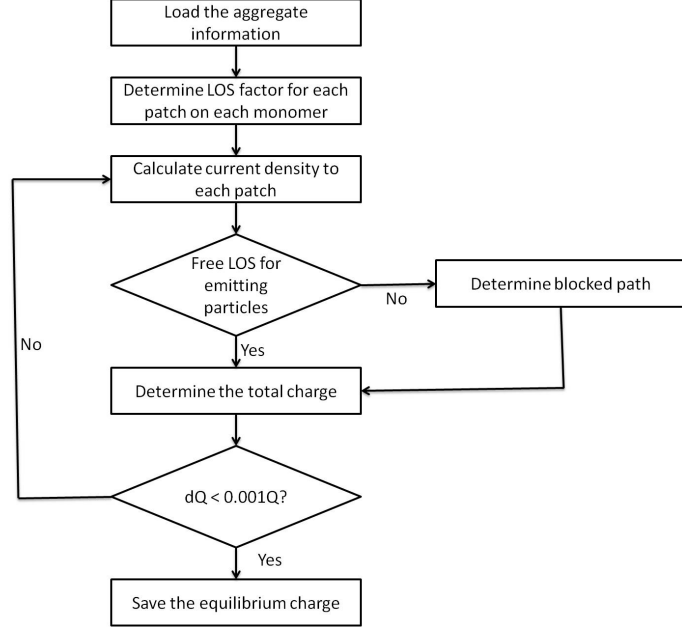 Load the aggregate
information
Determine LOS factor for each
patch on each monomer
Calculate current density to
each patch
Free LOS for
emitting
particles
No
Determine blocked path
Yes
No
Determine the total charge
dQ < 0.001Q?
Yes
Save the equilibrium charge